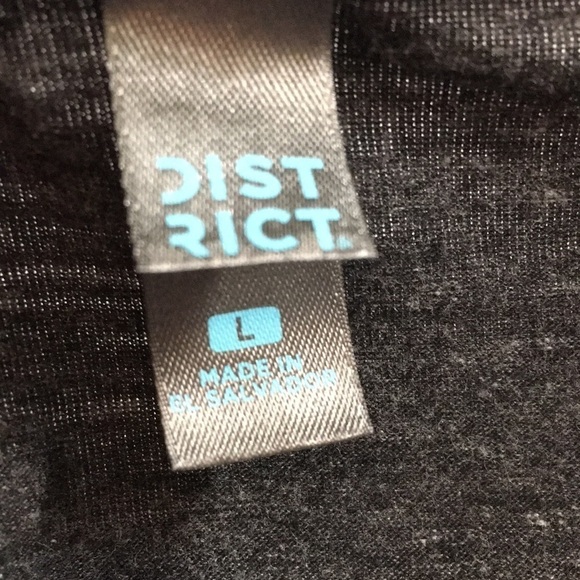 DIST
RICT.
L
MADE IN
EL SALVADOR